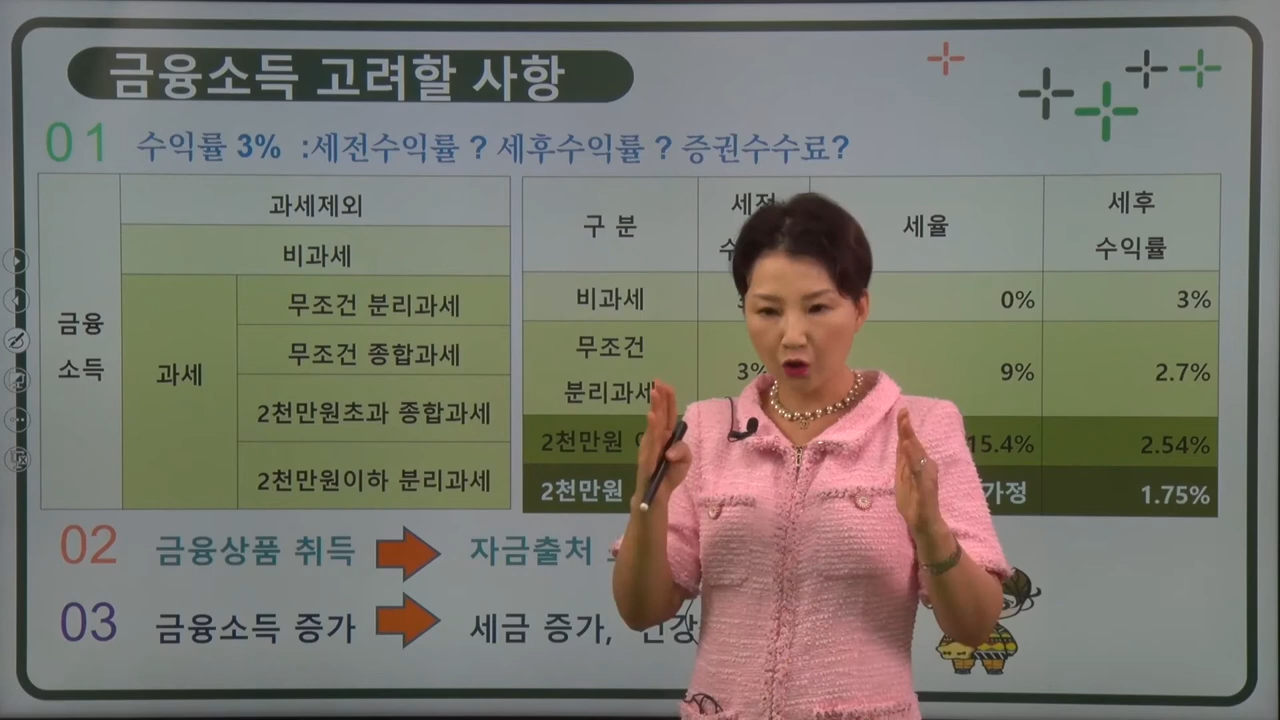 금융소득 고려할 사항
01 수익률 3% :세전수익률 ? 세후수익률 ? 증권수수료?
금융
소득
과세제외
비과세
과세
무조건 분리과세
무조건 종합과세
2천만원초과 종합과세
2천만원이하 분리과세
구 분
세전
세율
세후
수익률
비과세
0%
3%
무조건
분리과세
3%
9%
2.7%
2천만원
15.4%
2.54%
2천만원
가정
1.75%
02 금융상품 취득
자금출처
03 금융소득 증가
세금 증가, 건강